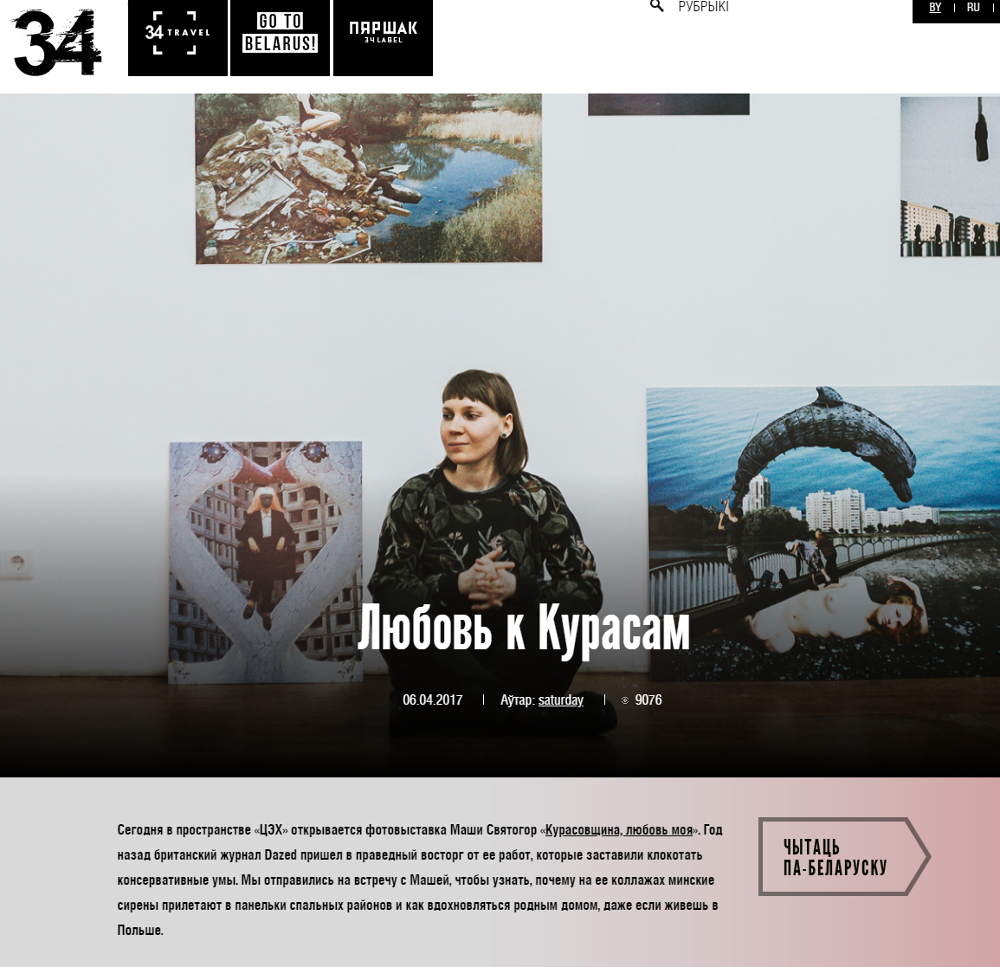 34
34 TRAVEL
GO TO
BELARUS!
ПЯРШАК
34LABEL
РУБРЫКІ
BY
RU
Любовь к Курасам
06.04.2017
Аўтар: saturday
9076
Сегодня в пространстве «ЦЭХ» открывается фотовыставка Маши Святогор «Курасовщина, любовь моя». Год
назад британский журнал Dazed пришел в праведный восторг от ее работ, которые заставили клокотать
консервативные умы. Мы отправились на встречу с Машей, чтобы узнать, почему на ее коллажах минские
сирены прилетают в панельки спальных районов и как вдохновляться родным домом, даже если живешь в
Польше.
ЧЫТАЦЬ
ПА-БЕЛАРУСКУ